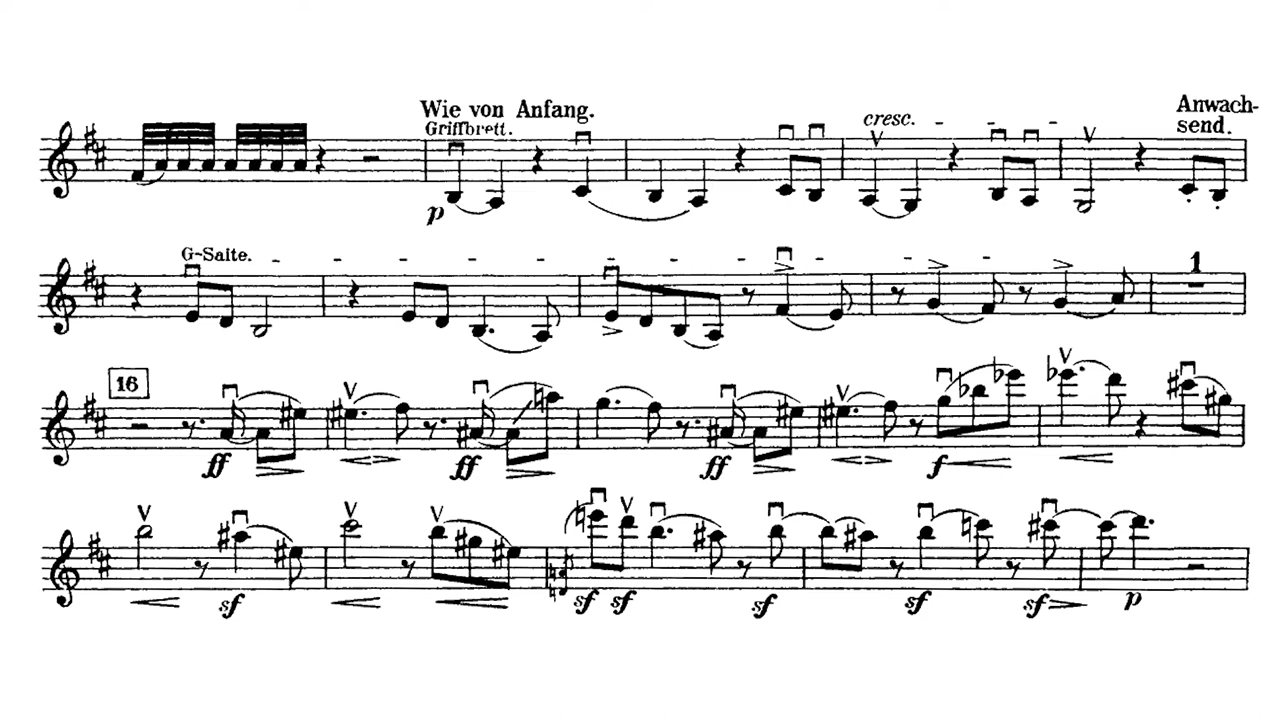 Wie von Anfang.
Griffbrett.
cresc. - - -
Anwach-
send.
p
G-Saite. - - - - - - - - - - -
1
16
ff ff ff f
sf sf sf sf sf sf p